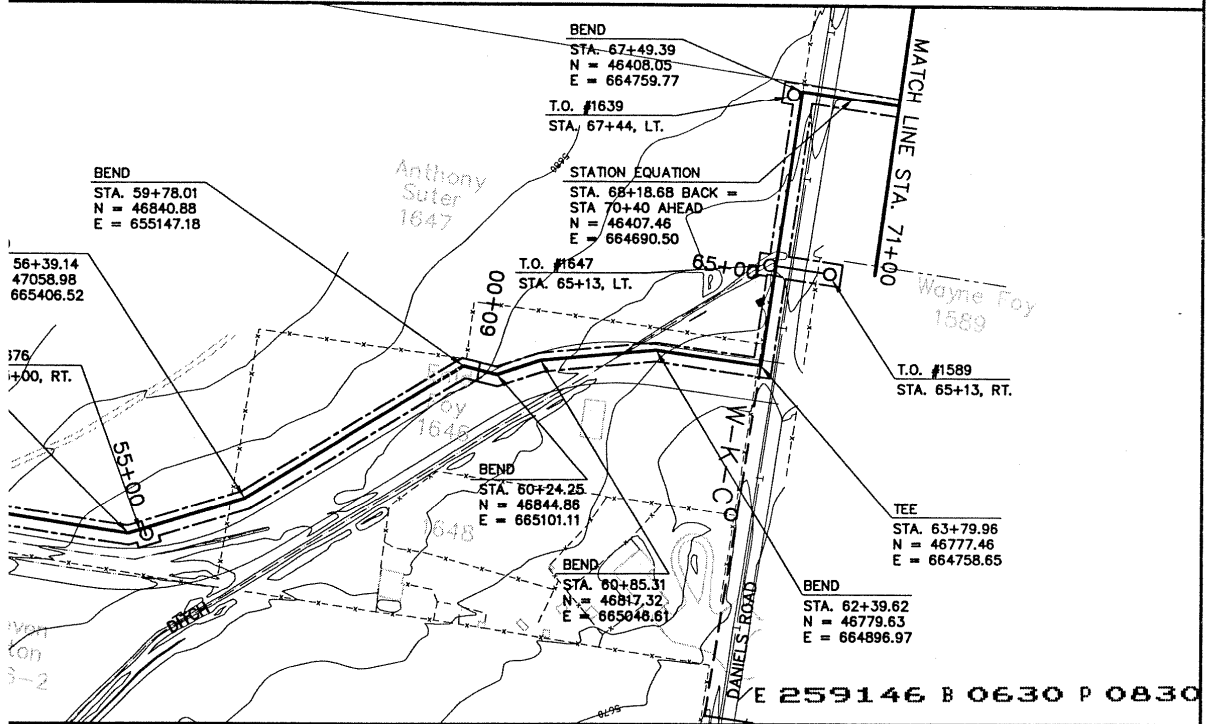 BEND
STA. 67+49.39
N = 46408.05
E = 664759.77
T.O. #1639
STA. 67+44, LT.
MATCH LINE STA. 71+00
5680
Anthony
Suter
1647
BEND
STA. 59+78.01
N = 46840.88
E = 655147.18
STATION EQUATION
STA. 68+18.68 BACK =
STA 70+40 AHEAD
N = 46407.46
E = 664690.50
56+39.14
47058.98
665406.52
T.O. #1647
STA. 65+13, LT.
65+00
60+00
Wayne Foy
1589
+00, RT.
T.O. #1589
STA. 65+13, RT.
Foy
1646
W-K-Co
55+00
BEND
STA. 60+24.25
N = 46844.86
E = 665101.11
1648
TEE
STA. 63+79.96
N = 46777.46
E = 664758.65
BEND
STA. 60+85.31
N = 46817.32
E = 665048.61
BEND
STA. 62+39.62
N = 46779.63
E = 664896.97
DITCH
DANIELS ROAD
5670
E 259146 B 0630 P 0830